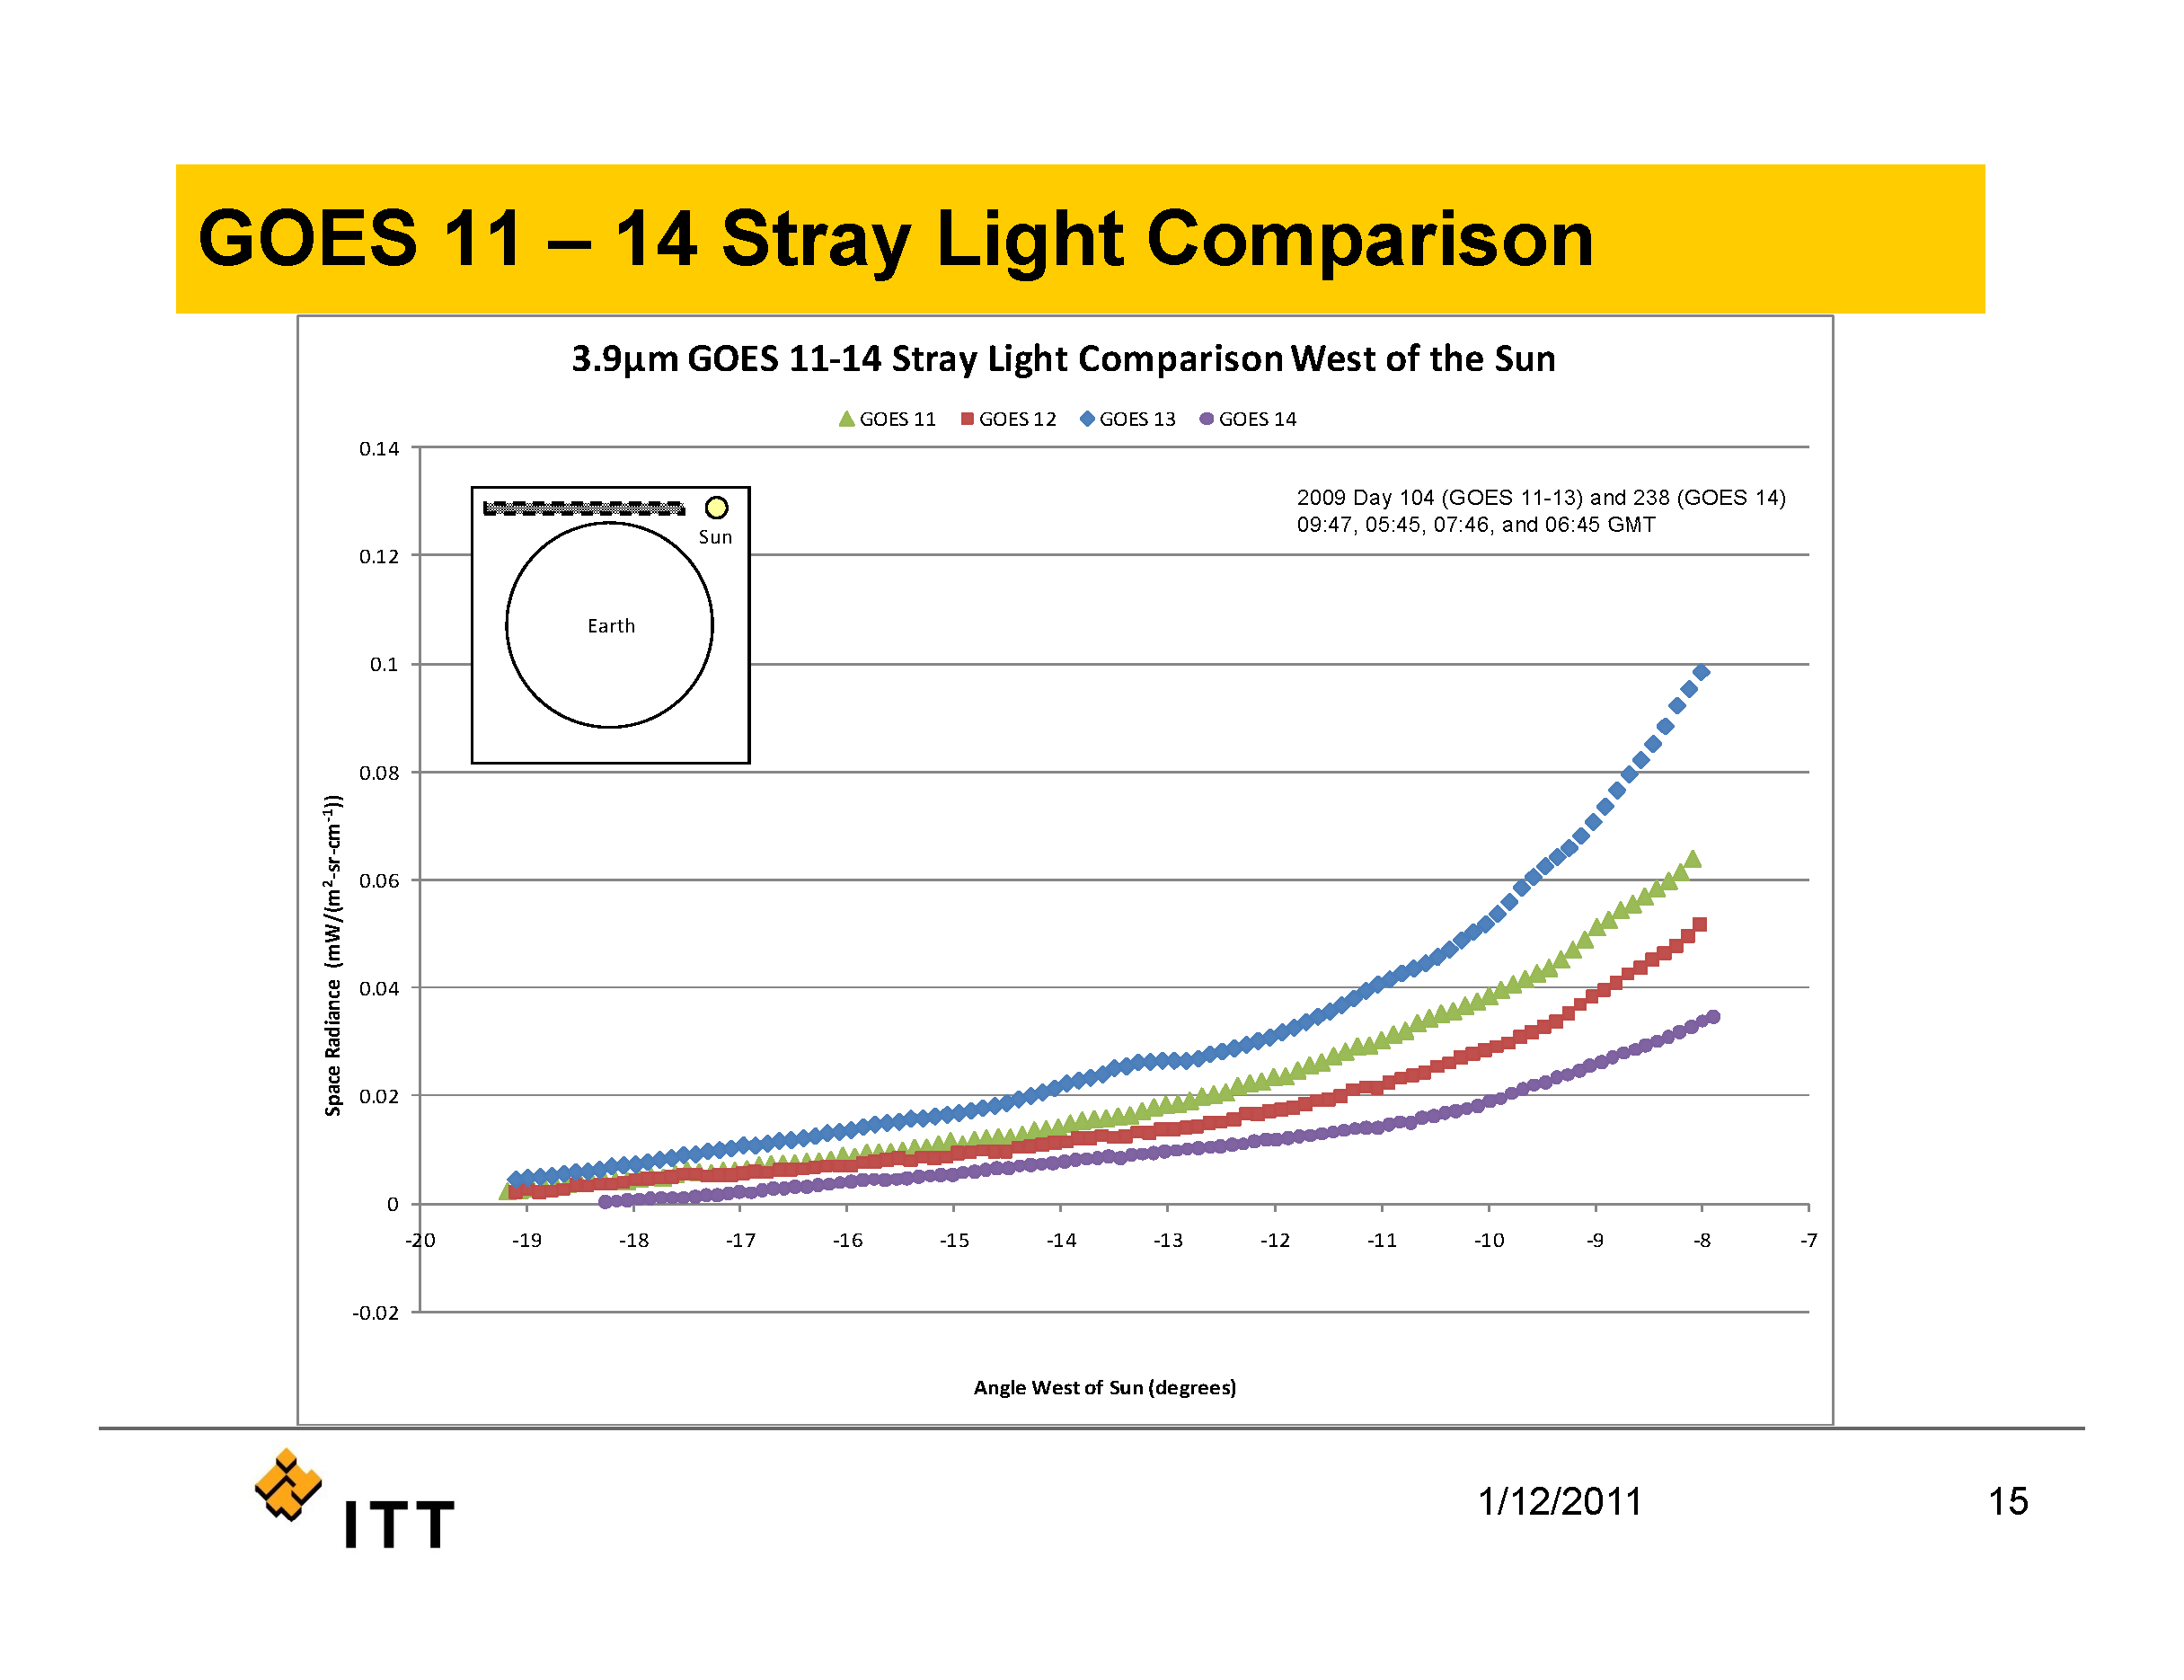 GOES 11 – 14 Stray Light Comparison
3.9µm GOES 11-14 Stray Light Comparison West of the Sun
GOES 11 GOES 12 GOES 13 GOES 14
2009 Day 104 (GOES 11-13) and 238 (GOES 14)
09:47, 05:45, 07:46, and 06:45 GMT
Sun
Earth
Space Radiance (mW/(m²-sr-cm⁻¹))
0.14
0.12
0.1
0.08
0.06
0.04
0.02
0
-0.02
-20 -19 -18 -17 -16 -15 -14 -13 -12 -11 -10 -9 -8 -7
Angle West of Sun (degrees)
ITT
1/12/2011
15